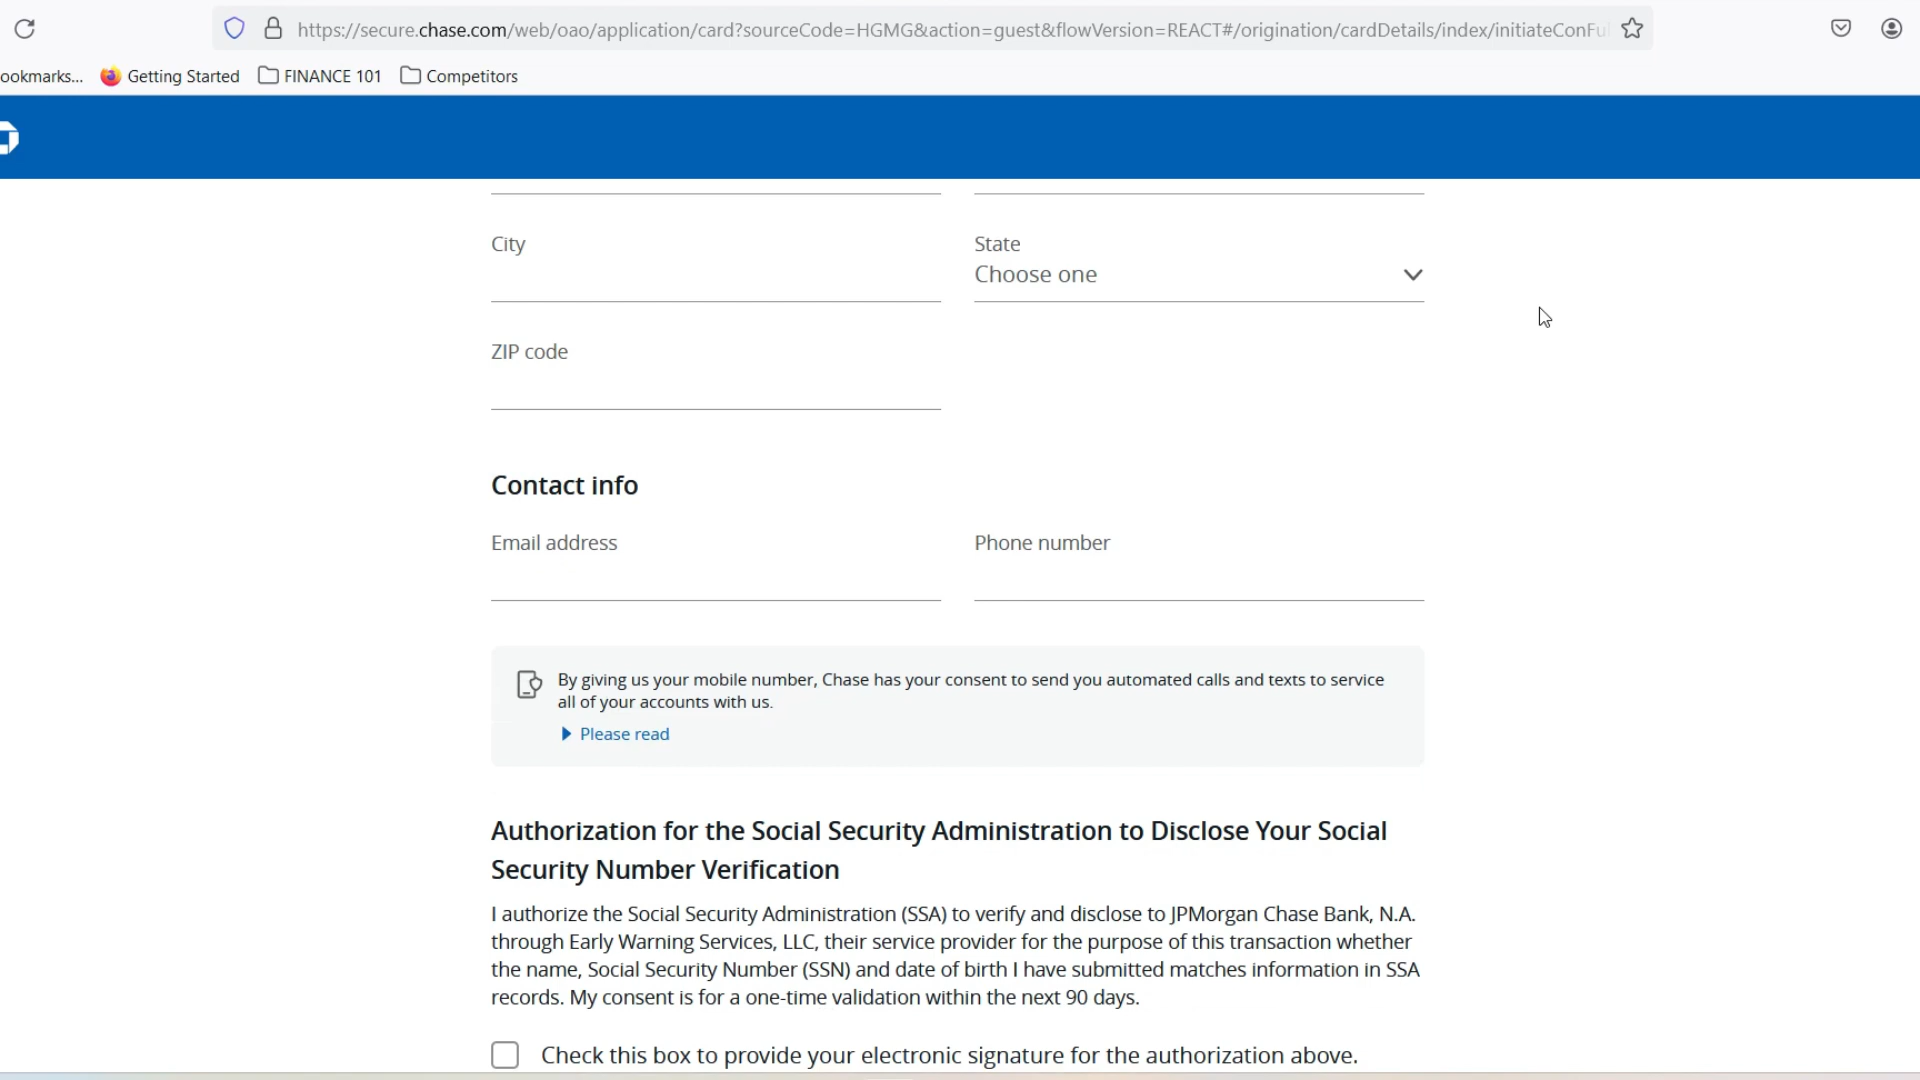 https://secure.chase.com/web/oao/application/card?sourceCode=HGMG&action=guest&flowVersion=REACT#/origination/cardDetails/index/initiateConFu
ookmarks... Getting Started FINANCE 101 Competitors
City State
Choose one
ZIP code
Contact info
Email address Phone number
By giving us your mobile number, Chase has your consent to send you automated calls and texts to service
all of your accounts with us.
Please read
Authorization for the Social Security Administration to Disclose Your Social
Security Number Verification
I authorize the Social Security Administration (SSA) to verify and disclose to JPMorgan Chase Bank, N.A.
through Early Warning Services, LLC, their service provider for the purpose of this transaction whether
the name, Social Security Number (SSN) and date of birth I have submitted matches information in SSA
records. My consent is for a one-time validation within the next 90 days.
Check this box to provide your electronic signature for the authorization above.